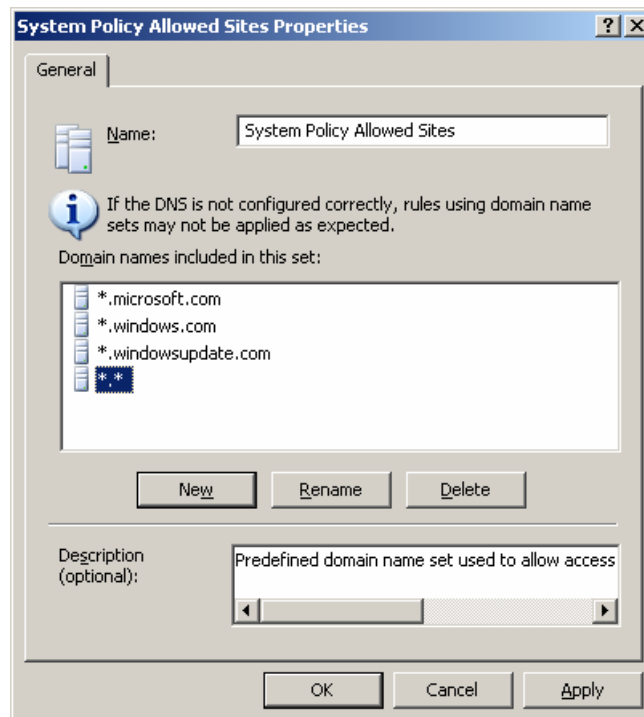 System Policy Allowed Sites Properties
General
Name:
System Policy Allowed Sites
If the DNS is not configured correctly, rules using domain name
sets may not be applied as expected.
Domain names included in this set:
*.microsoft.com
*.windows.com
*.windowsupdate.com
*.*
New
Rename
Delete
Description
(optional):
Predefined domain name set used to allow access
OK
Cancel
Apply